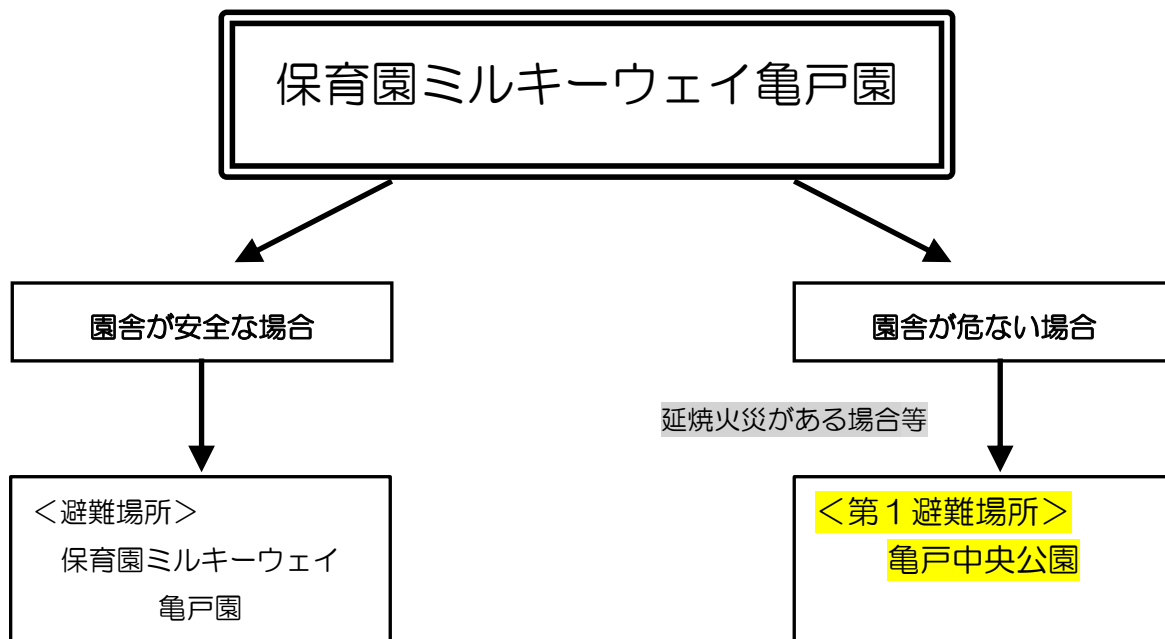 保育園ミルキーウェイ亀戸園
園舎が安全な場合
園舎が危ない場合
延焼火災がある場合等
＜避難場所＞
保育園ミルキーウェイ
亀戸園
＜第１避難場所＞
亀戸中央公園